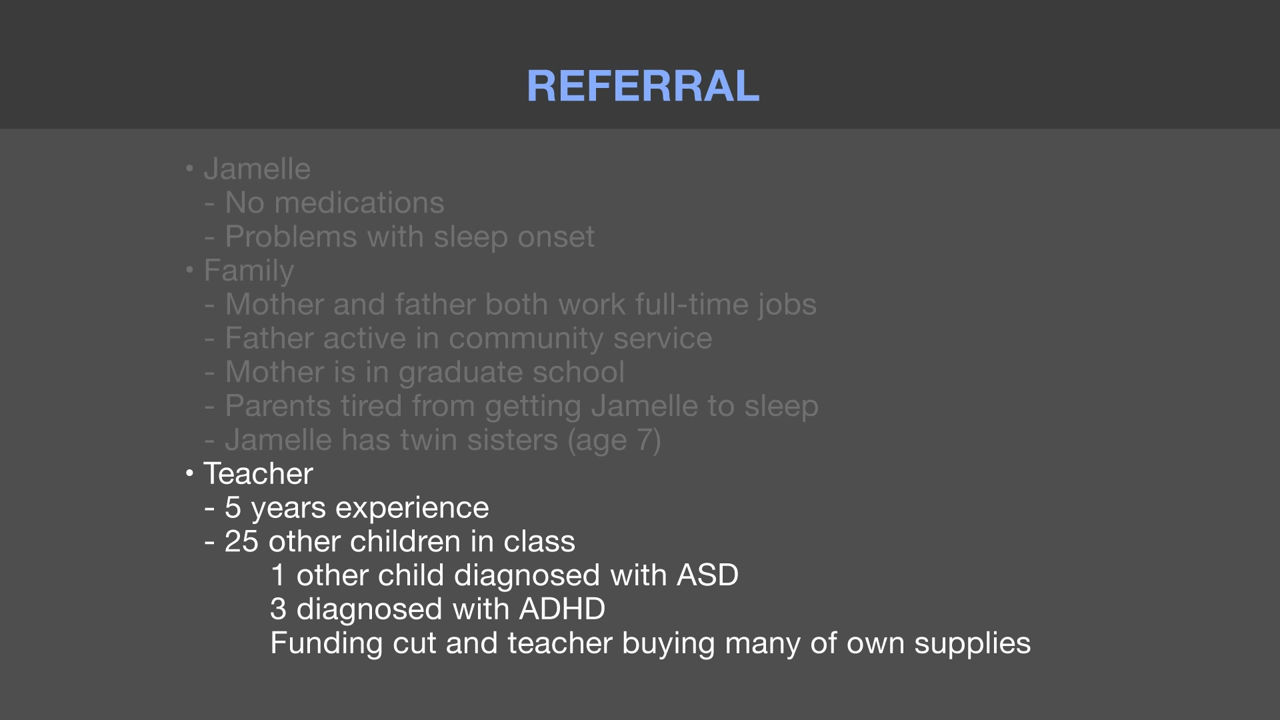 REFERRAL
• Jamelle
- No medications
- Problems with sleep onset
• Family
- Mother and father both work full-time jobs
- Father active in community service
- Mother is in graduate school
- Parents tired from getting Jamelle to sleep
- Jamelle has twin sisters (age 7)
• Teacher
- 5 years experience
- 25 other children in class
1 other child diagnosed with ASD
3 diagnosed with ADHD
Funding cut and teacher buying many of own supplies